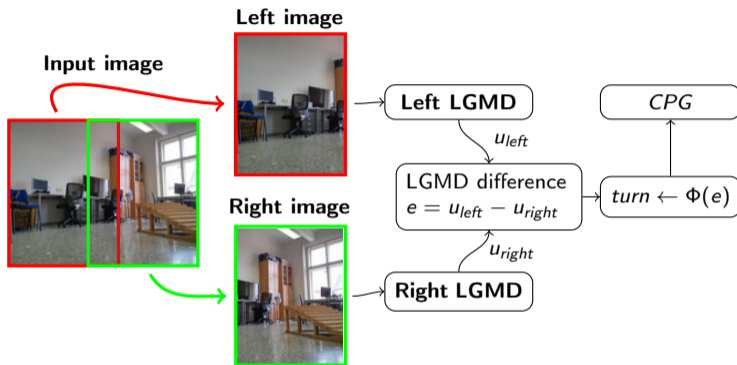 Left image
Input image
Left LGMD
CPG
u_left
LGMD difference
e = u_left − u_right
turn ← Φ(e)
Right image
u_right
Right LGMD